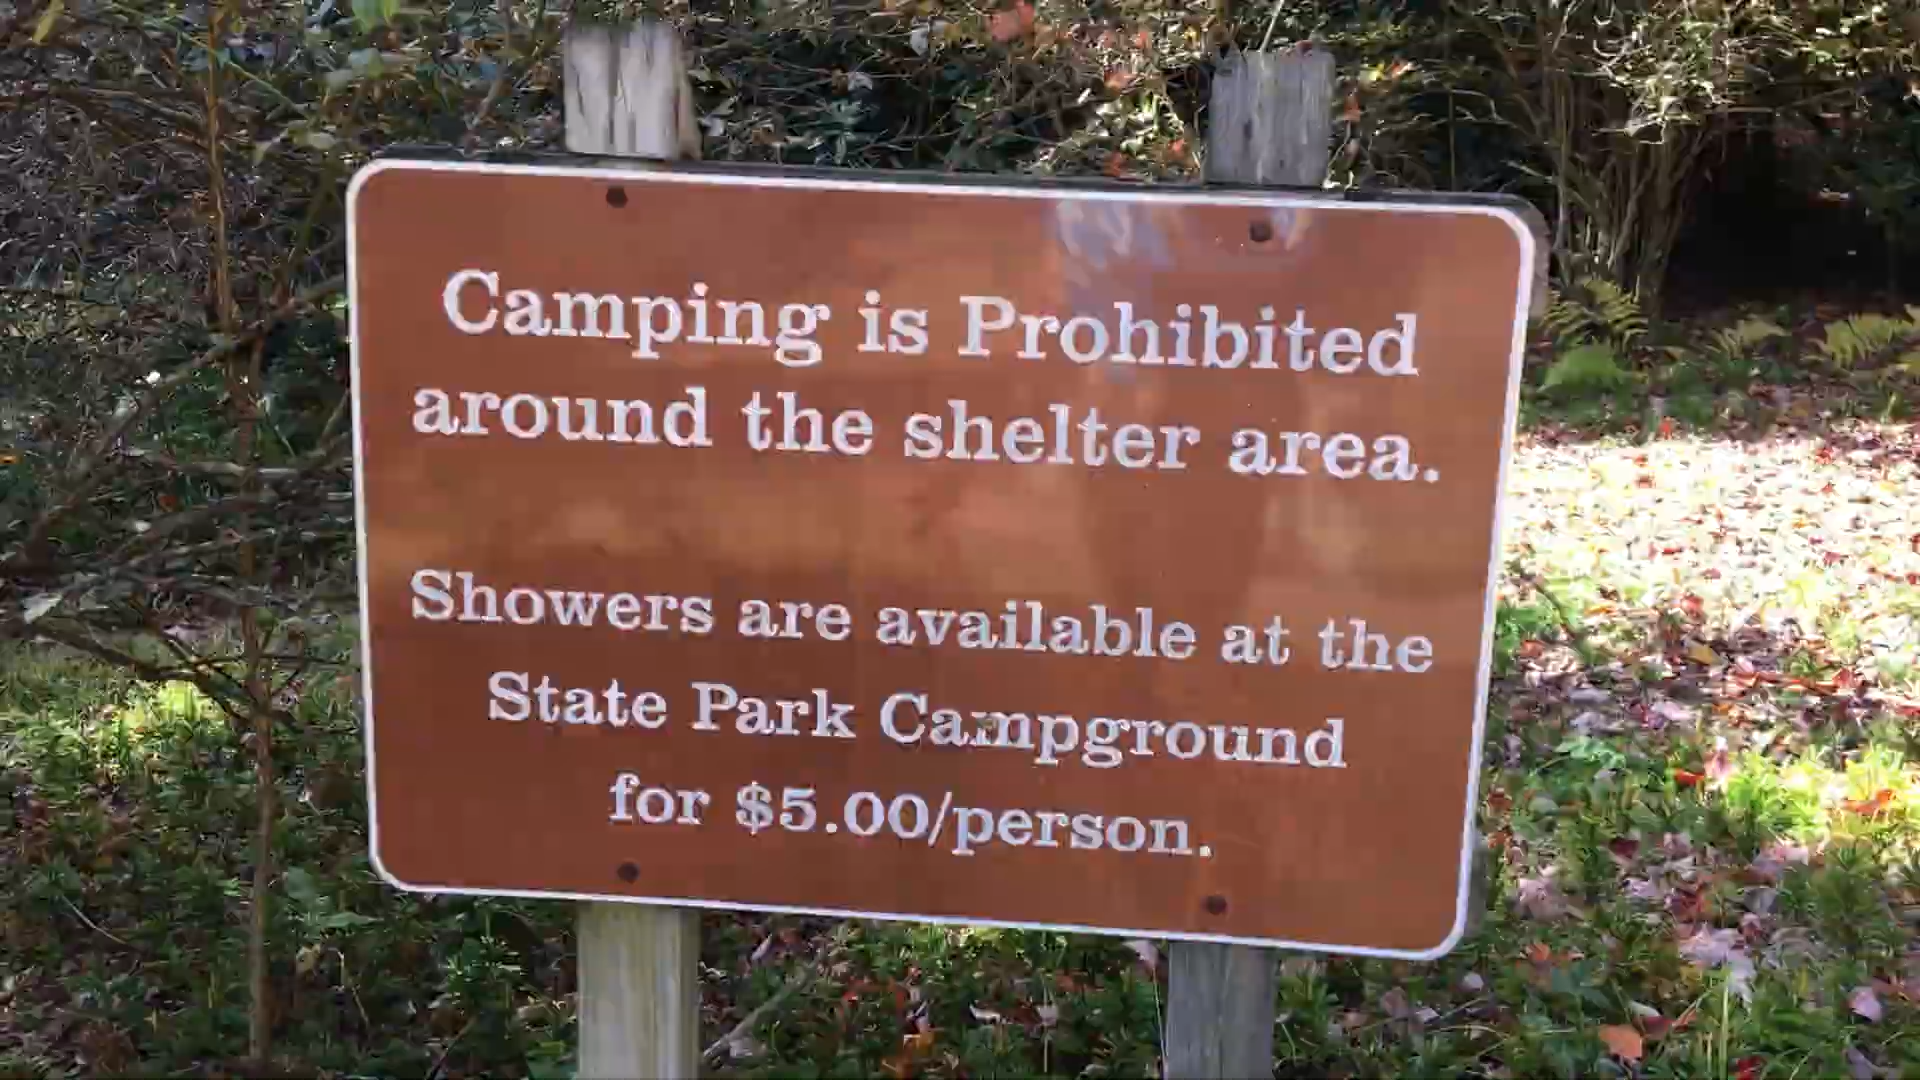 Camping is Prohibited
around the shelter area.
Showers are available at the
State Park Campground
for $5.00/person.